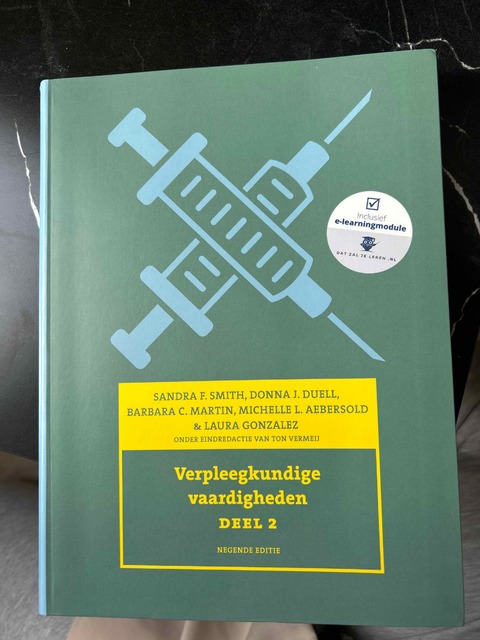 Inclusief
e-learningmodule
DAT ZAL JE LEREN .NL
SANDRA F. SMITH, DONNA J. DUELL,
BARBARA C. MARTIN, MICHELLE L. AEBERSOLD
& LAURA GONZALEZ
ONDER EINDREDACTIE VAN TON VERMEIJ
Verpleegkundige
vaardigheden
DEEL 2
NEGENDE EDITIE